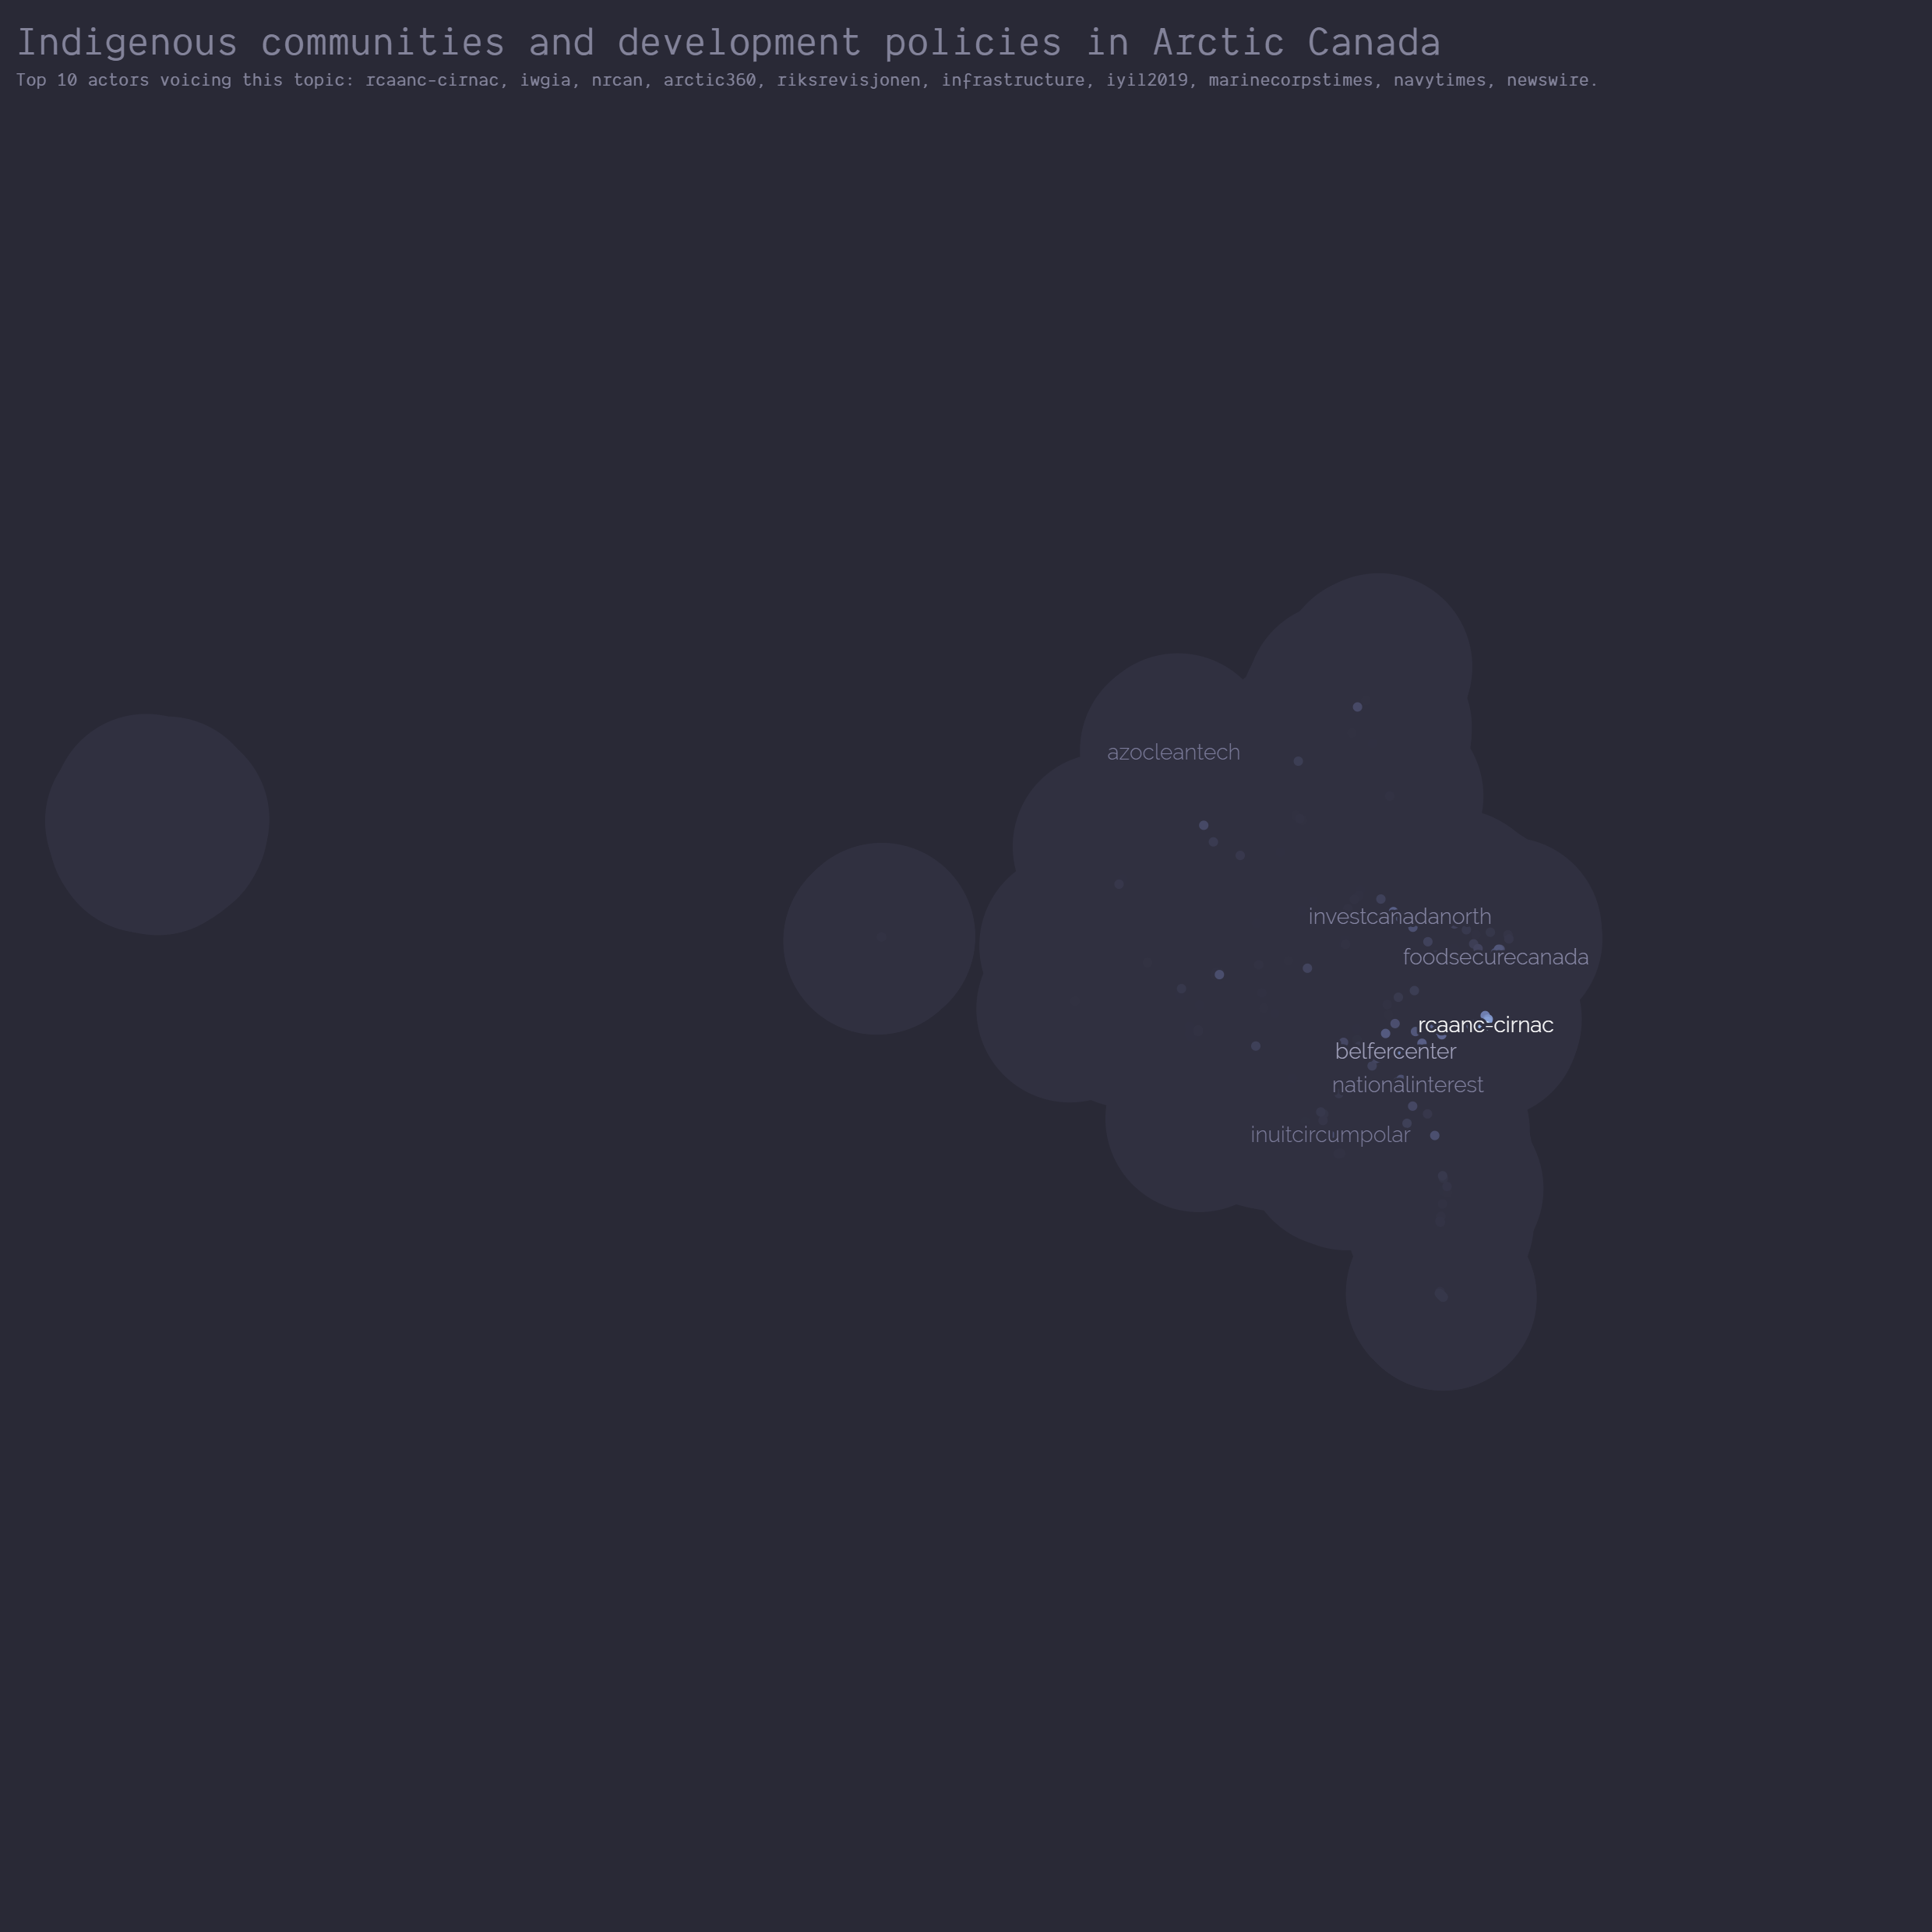 Indigenous communities and development policies in Arctic Canada
Top 10 actors voicing this topic: rcaanc-cirnac, iwgia, nrcan, arctic360, riksrevisjonen, infrastructure, iyil2019, marinecorpstimes, navytimes, newswire.
azocleantech
investcanadanorth
foodsecurecanada
rcaanc-cirnac
belfercenter
nationalinterest
inuitcircumpolar